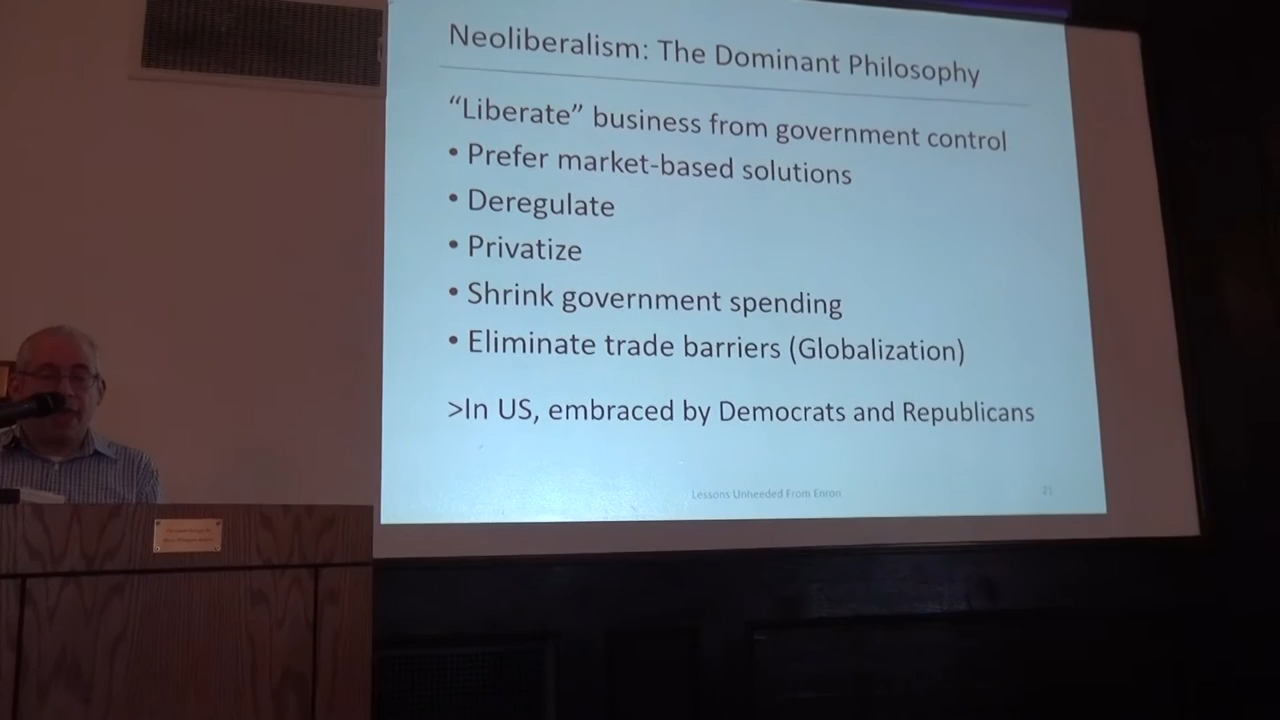 Neoliberalism: The Dominant Philosophy
“Liberate” business from government control
• Prefer market-based solutions
• Deregulate
• Privatize
• Shrink government spending
• Eliminate trade barriers (Globalization)
>In US, embraced by Democrats and Republicans
Lessons Unheeded From Enron
21